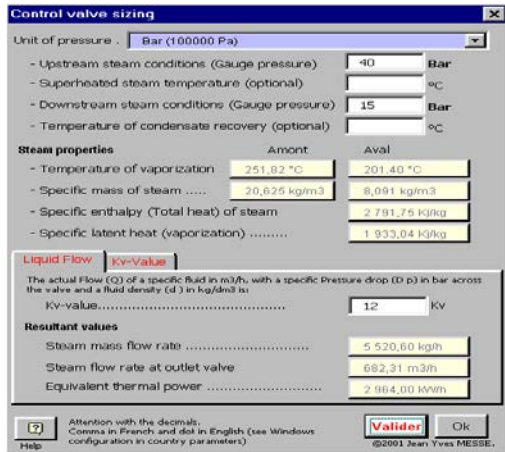 Control valve sizing
Unit of pressure . Bar (100000 Pa)
- Upstream steam conditions (Gauge pressure) 40 Bar
- Superheated steam temperature (optional) °C
- Downstream steam conditions (Gauge pressure) 15 Bar
- Temperature of condensate recovery (optional) °C
Steam properties Amont Aval
- Temperature of vaporization 251,82 °C 201,40 °C
- Specific mass of steam ..... 20,625 kg/m3 8,091 kg/m3
- Specific enthalpy (Total heat) of steam 2 791,75 Kj/kg
- Specific latent heat (vaporization) ......... 1 933,04 Kj/kg
Liquid Flow Kv-Value
The actual Flow (Q) of a specific fluid in m3/h, with a specific Pressure drop (D p) in bar across
the valve and a fluid density (d ) in kg/dm3 is:
Kv-value............................................... 12 Kv
Resultant values
Steam mass flow rate ............................ 5 520,60 kg/h
Steam flow rate at outlet valve 682,31 m3/h
Equivalent thermal power .......................... 2 964,00 kW/h
Help
Attention with the decimals.
Comma in French and dot in English (see Windows
configuration in country parameters)
Valider Ok
©2001 Jean Yves MESSE.